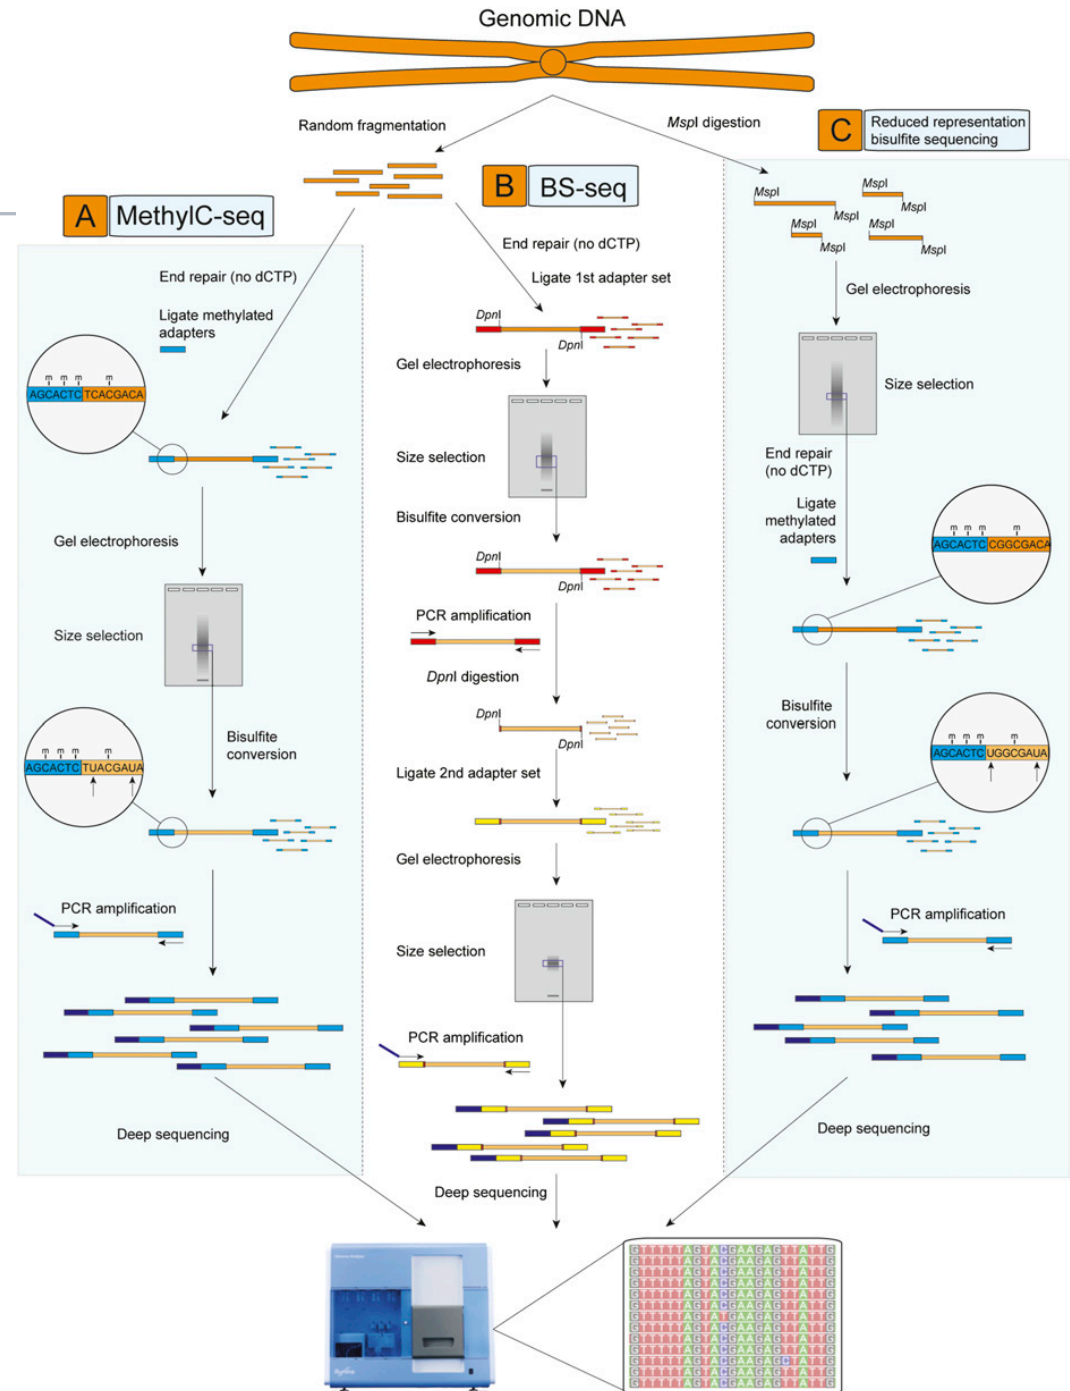 Genomic DNA
Random fragmentation
MspI digestion
C
Reduced representation
bisulfite sequencing
A
MethylC-seq
B
BS-seq
End repair (no dCTP)
Ligate methylated
adapters
m m m m
AGCACTC TCACGACA
Gel electrophoresis
Size selection
Bisulfite
conversion
m m m m
AGCACTC TUACGAUA
PCR amplification
Deep sequencing
End repair (no dCTP)
Ligate 1st adapter set
DpnI
DpnI
Gel electrophoresis
Size selection
Bisulfite conversion
DpnI
DpnI
PCR amplification
DpnI digestion
DpnI
DpnI
Ligate 2nd adapter set
Gel electrophoresis
Size selection
PCR amplification
Deep sequencing
MspI
MspI
MspI
MspI
MspI
MspI
MspI
MspI
Gel electrophoresis
Size selection
End repair
(no dCTP)
Ligate
methylated
adapters
m m m m
AGCACTC CGGCGACA
Bisulfite
conversion
m m m m
AGCACTC UGGCGAUA
PCR amplification
Deep sequencing